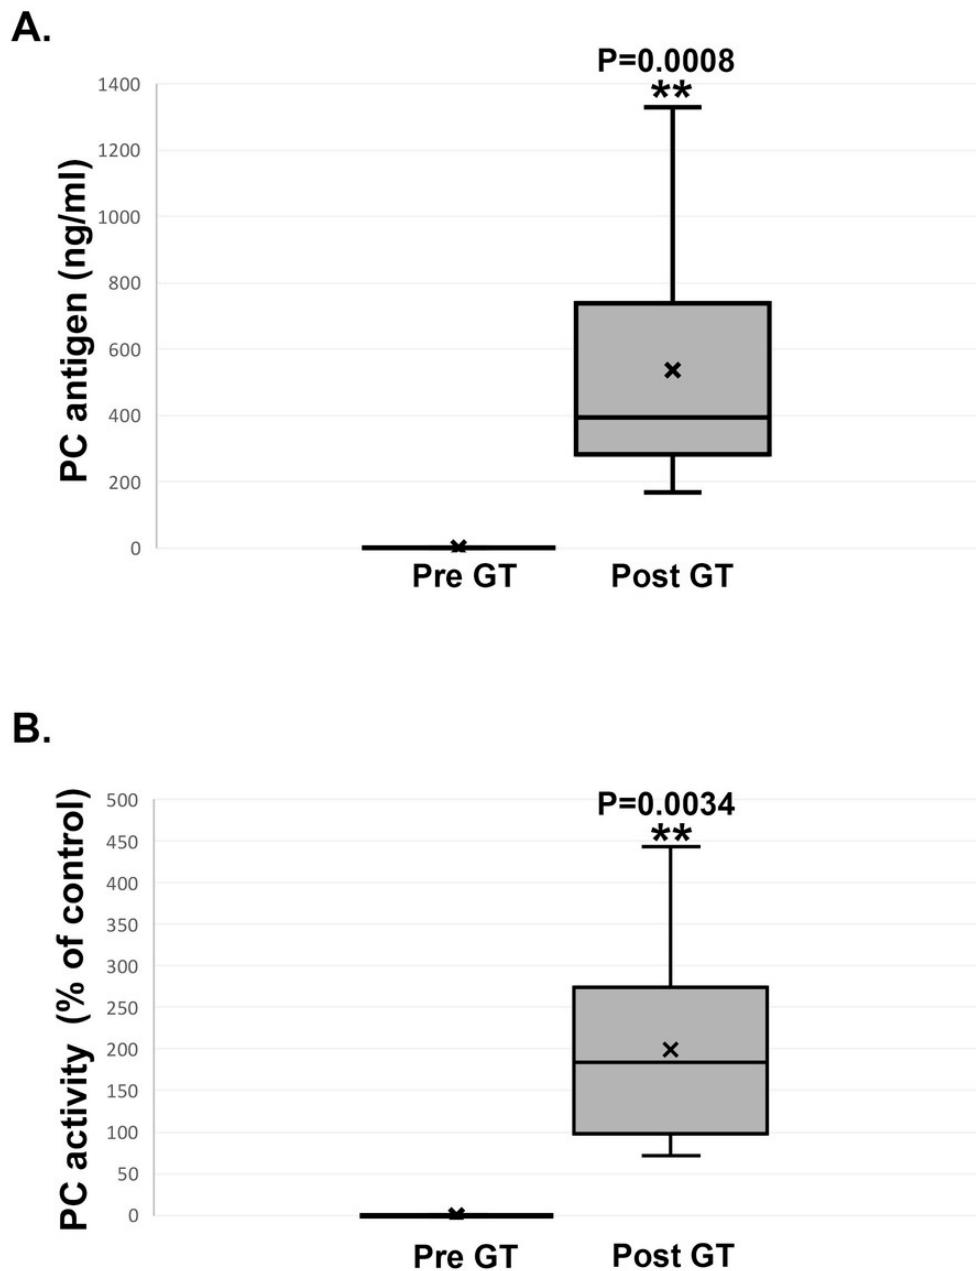 A.
P=0.0008
**
PC antigen (ng/ml)
1400
1200
1000
800
600
400
200
0
Pre GT Post GT
B.
P=0.0034
**
PC activity (% of control)
500
450
400
350
300
250
200
150
100
50
0
Pre GT Post GT